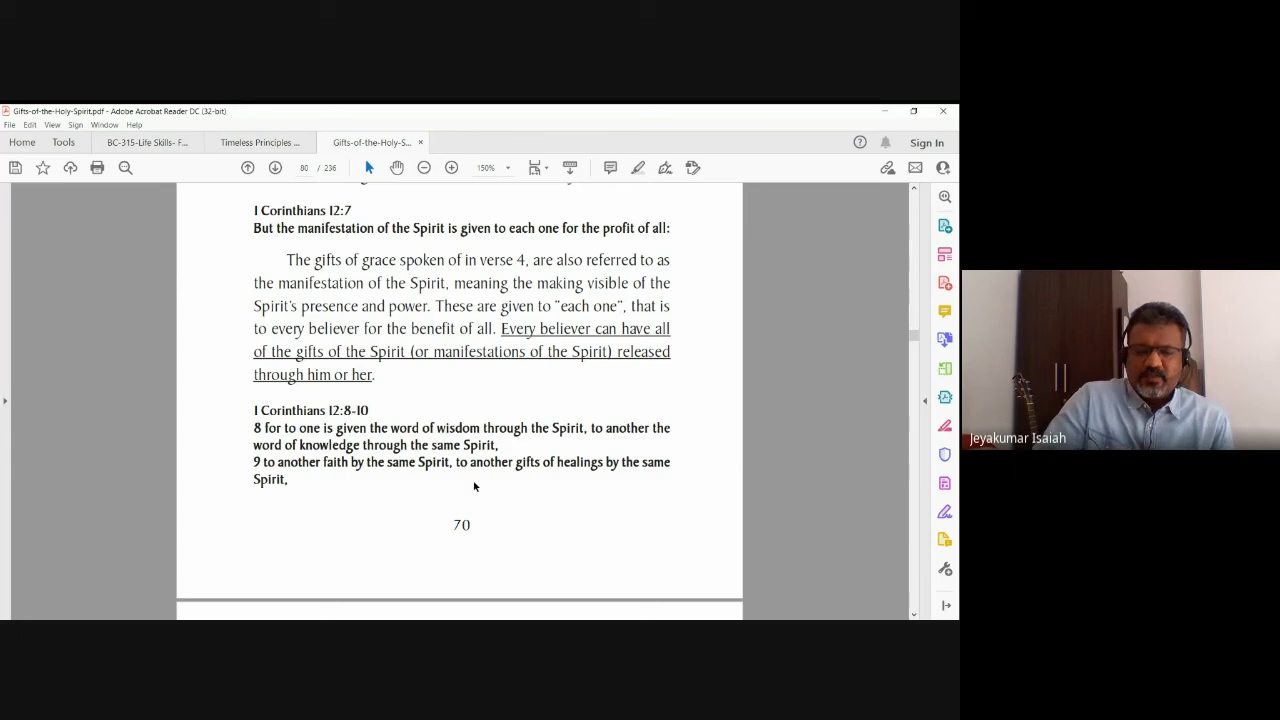 Gifts-of-the-Holy-Spirit.pdf - Adobe Acrobat Reader DC (32-bit)
File Edit View Sign Window Help
Home Tools BC-315-Life Skills- F... Timeless Principles ... Gifts-of-the-Holy-S... ×
Sign In
80 / 236
150%
1 Corinthians 12:7
But the manifestation of the Spirit is given to each one for the profit of all:
The gifts of grace spoken of in verse 4, are also referred to as
the manifestation of the Spirit, meaning the making visible of the
Spirit's presence and power. These are given to "each one", that is
to every believer for the benefit of all. Every believer can have all
of the gifts of the Spirit (or manifestations of the Spirit) released
through him or her.
1 Corinthians 12:8-10
8 for to one is given the word of wisdom through the Spirit, to another the
word of knowledge through the same Spirit,
9 to another faith by the same Spirit, to another gifts of healings by the same
Spirit,
70
Jeyakumar Isaiah